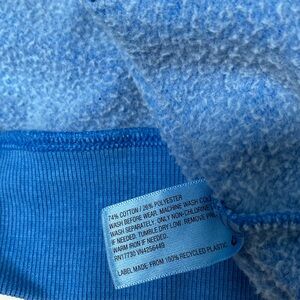 74% COTTON / 26% POLYESTER
WASH BEFORE WEAR. MACHINE WASH COLD
WASH SEPARATELY. ONLY NON-CHLORINE
IF NEEDED. TUMBLE DRY LOW. REMOVE
WARM IRON IF NEEDED.
RN17730
LABEL MADE FROM 100% RECYCLED PLASTIC